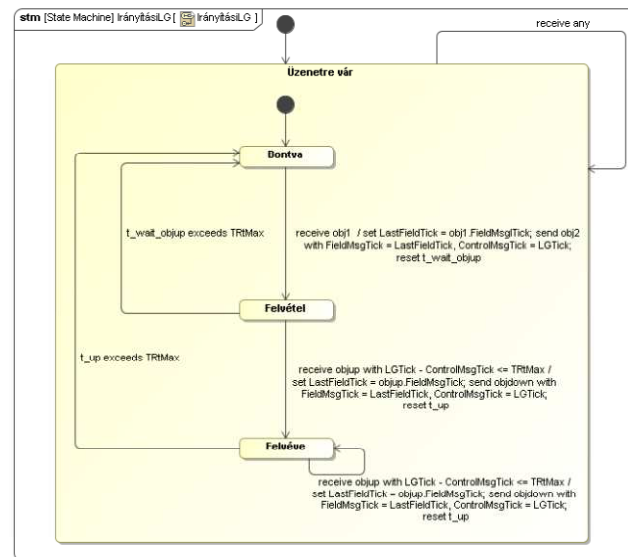 stm [State Machine] IrányításiLG [ IrányításiLG ]
receive any
Üzenetre vár
Bontva
t_wait_objup exceeds TRtMax
receive obj1 / set LastFieldTick = obj1.FieldMsglTick; send obj2
with FieldMsgTick = LastFieldTick, ControlMsgTick = LGTick;
reset t_wait_objup
Felvétel
t_up exceeds TRtMax
receive objup with LGTick - ControlMsgTick <= TRtMax /
set LastFieldTick = objup.FieldMsgTick; send objdown with
FieldMsgTick = LastFieldTick, ControlMsgTick = LGTick;
reset t_up
Felvéve
receive objup with LGTick - ControlMsgTick <= TRtMax /
set LastFieldTick = objup.FieldMsgTick; send objdown with
FieldMsgTick = LastFieldTick, ControlMsgTick = LGTick;
reset t_up